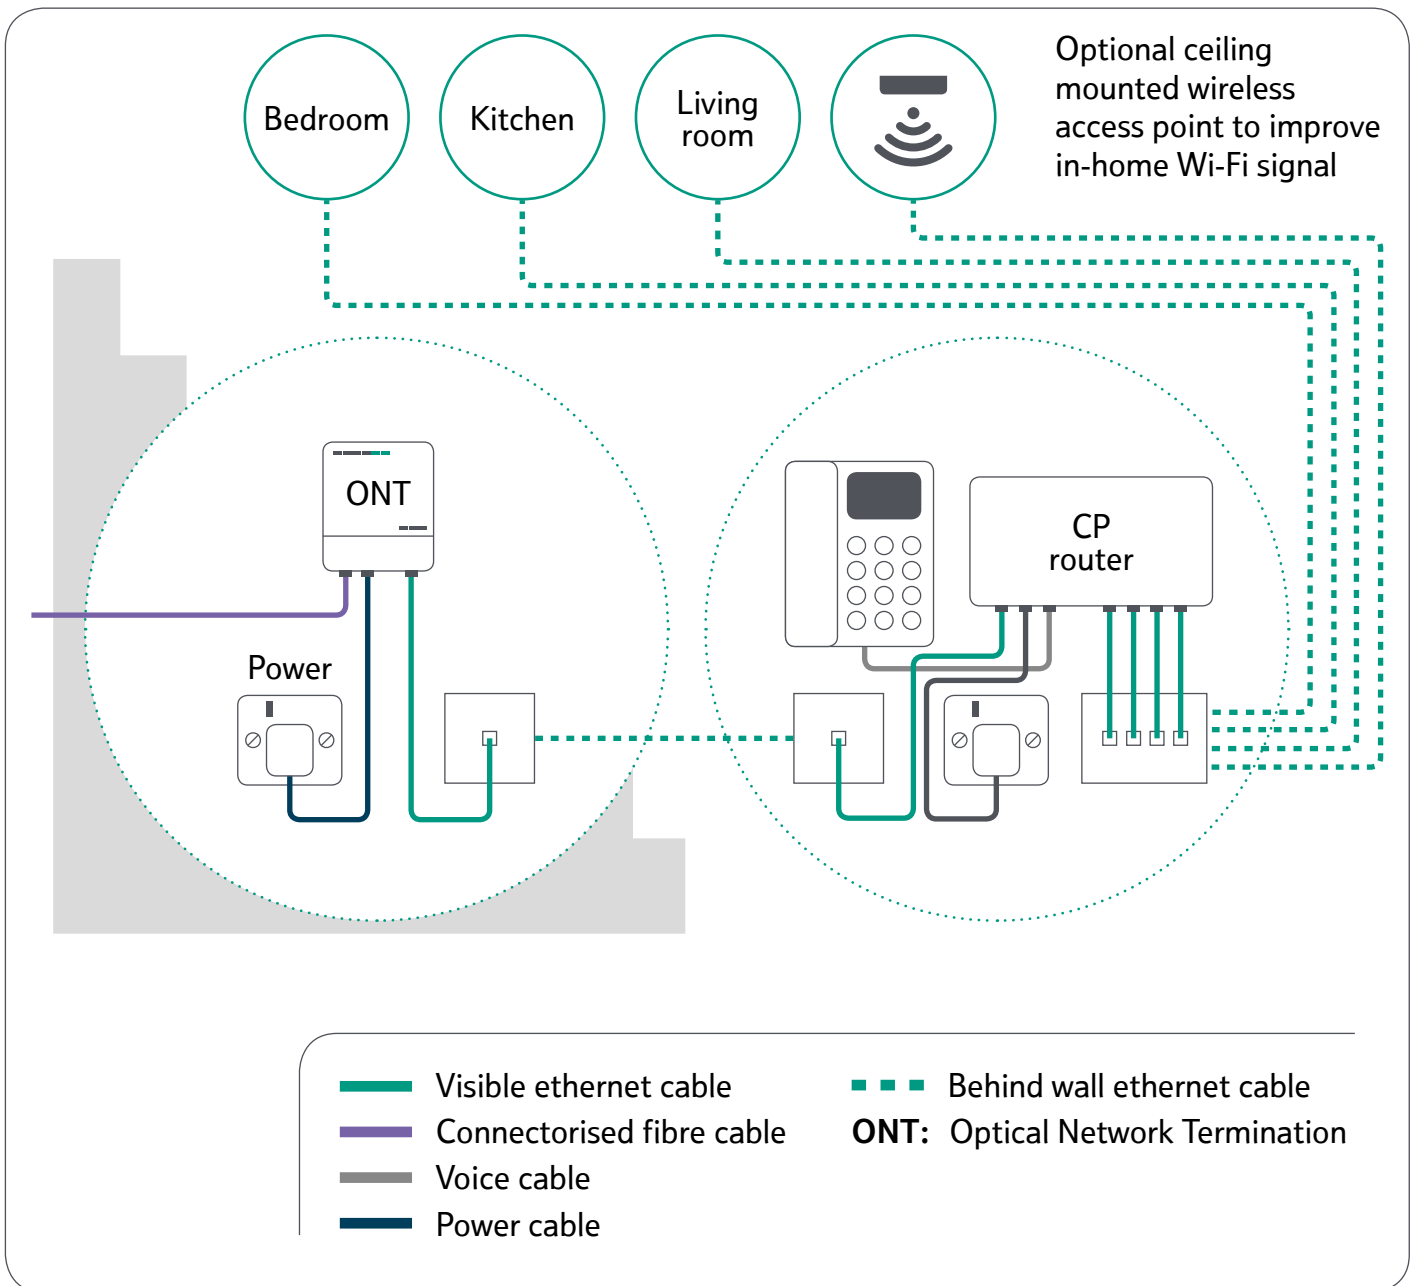 Bedroom
Kitchen
Living
room
Optional ceiling
mounted wireless
access point to improve
in-home Wi-Fi signal
ONT
Power
CP
router
Visible ethernet cable
Connectorised fibre cable
Voice cable
Power cable
Behind wall ethernet cable
ONT: Optical Network Termination